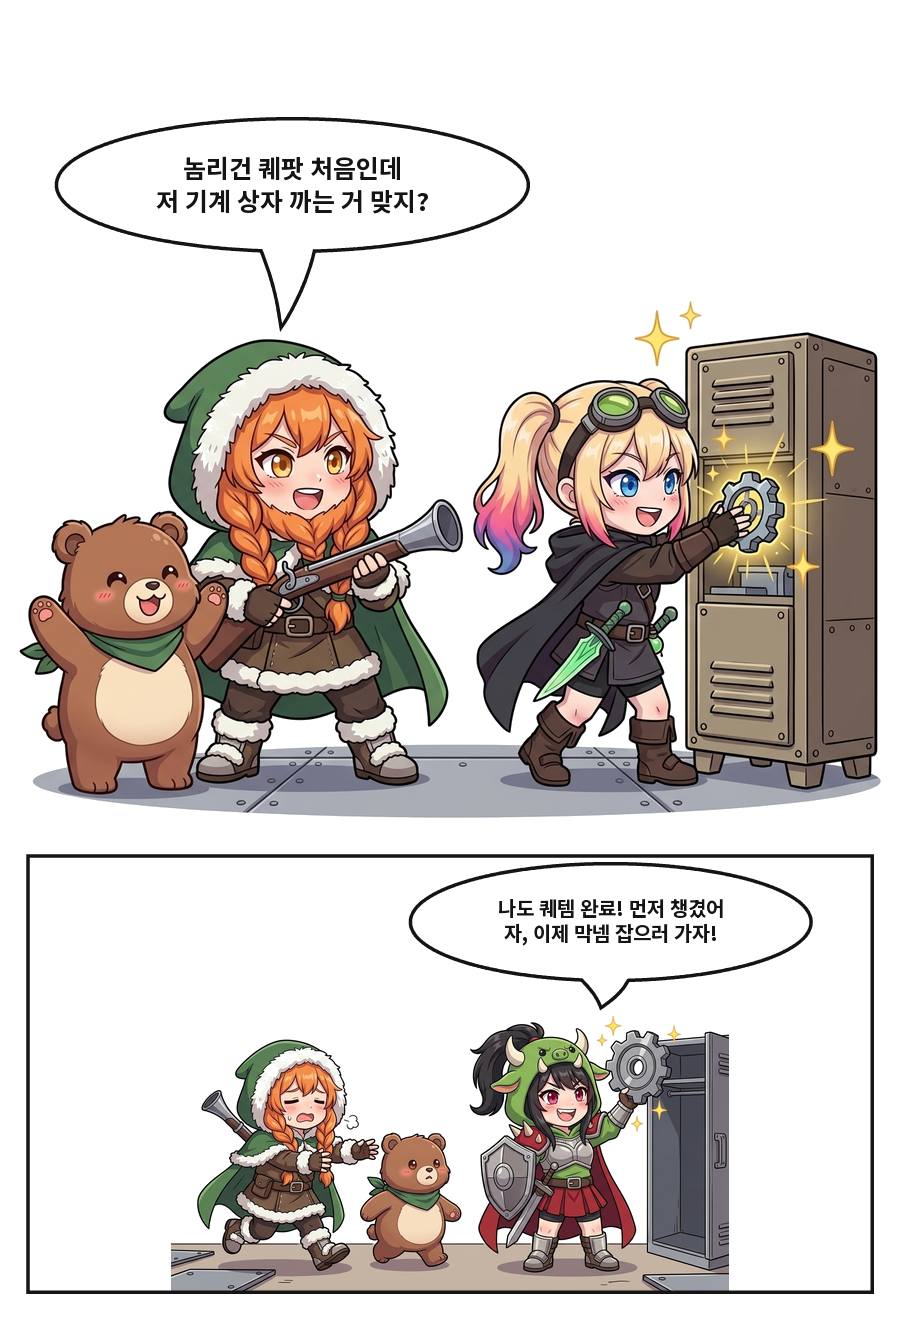 놈리건 퀘팟 처음인데
저 기계 상자 까는 거 맞지?
나도 퀘템 완료! 먼저 챙겼어
자, 이제 막넴 잡으러 가자!